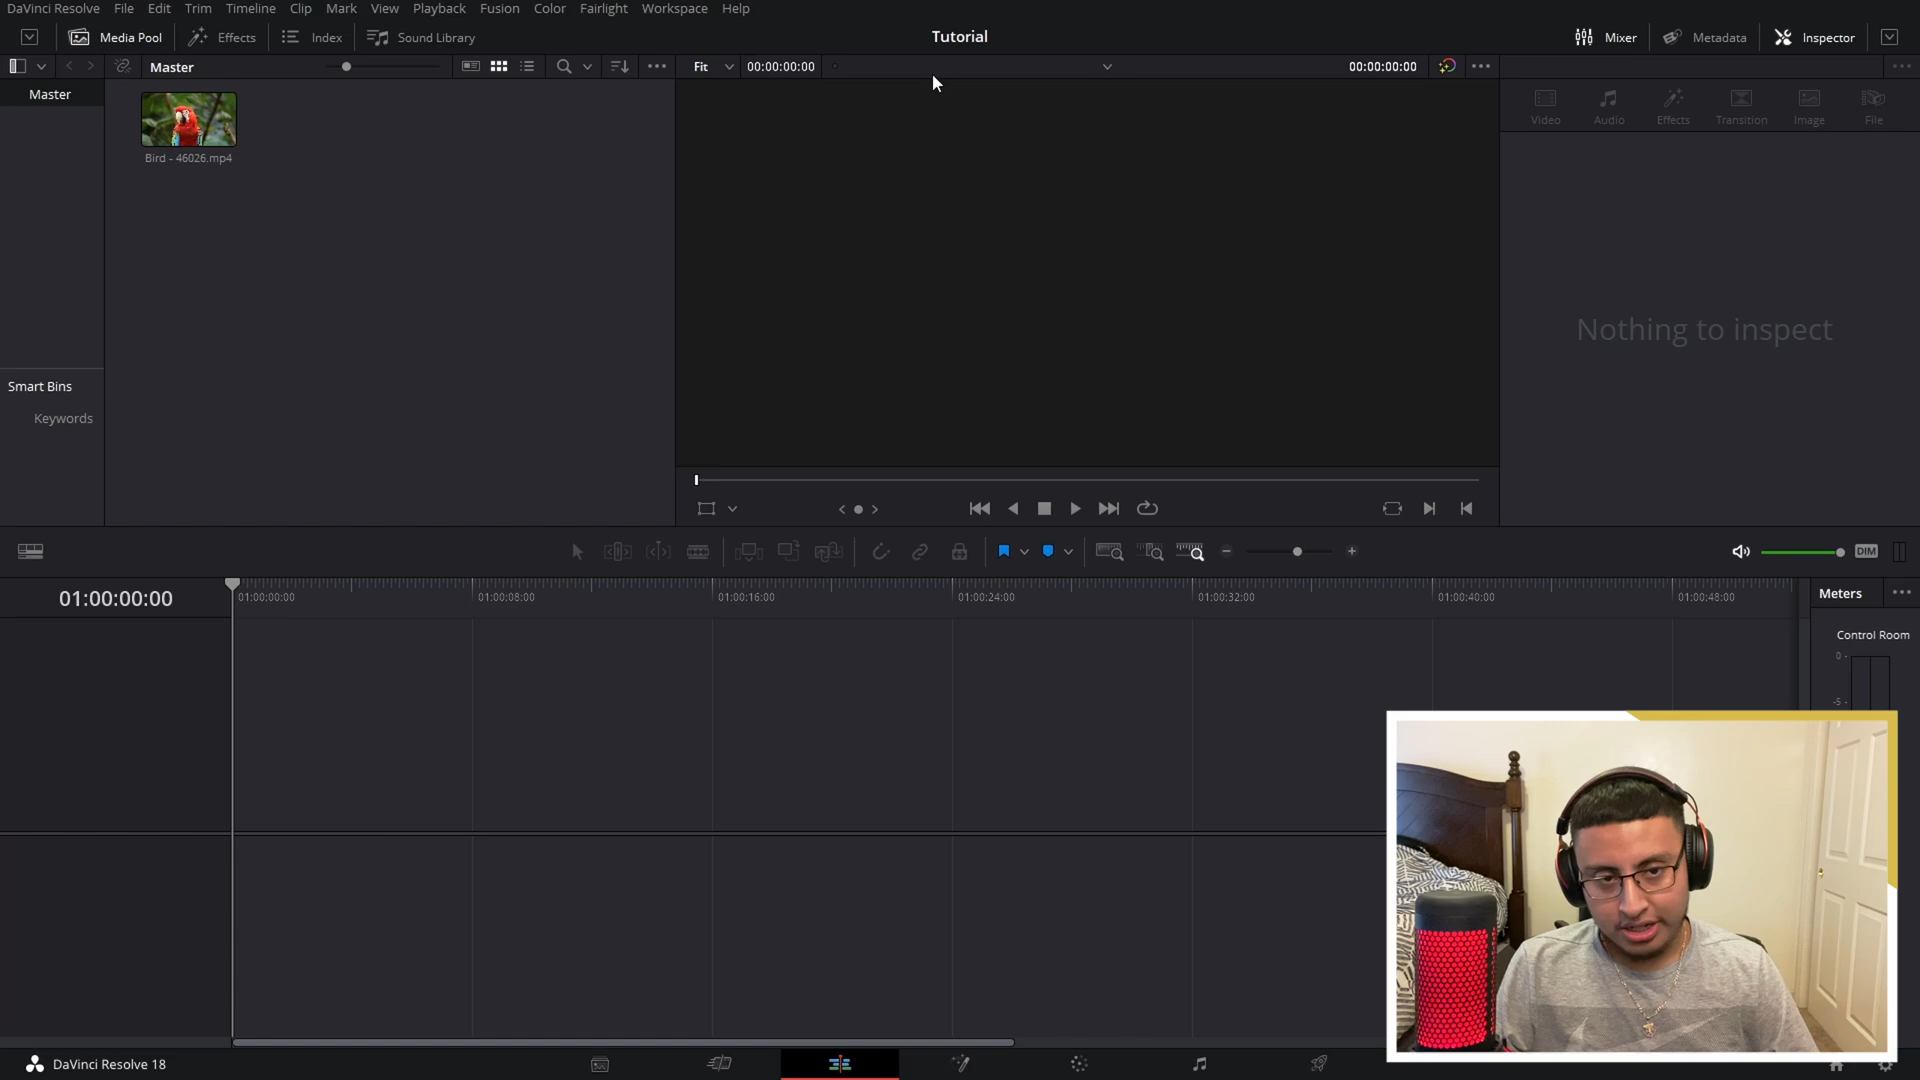 DaVinci Resolve File Edit Trim Timeline Clip Mark View Playback Fusion Color Fairlight Workspace Help
Media Pool Effects Index Sound Library Tutorial Mixer Metadata Inspector
Master Fit 00:00:00:00 00:00:00:00
Master
Video Audio Effects Transition Image File
Bird - 46026.mp4
Nothing to inspect
Smart Bins
Keywords
DIM
01:00:00:00
01:00:00:00 01:00:08:00 01:00:16:00 01:00:24:00 01:00:32:00 01:00:40:00 01:00:48:00
Meters
Control Room
0 -
-5 -
DaVinci Resolve 18